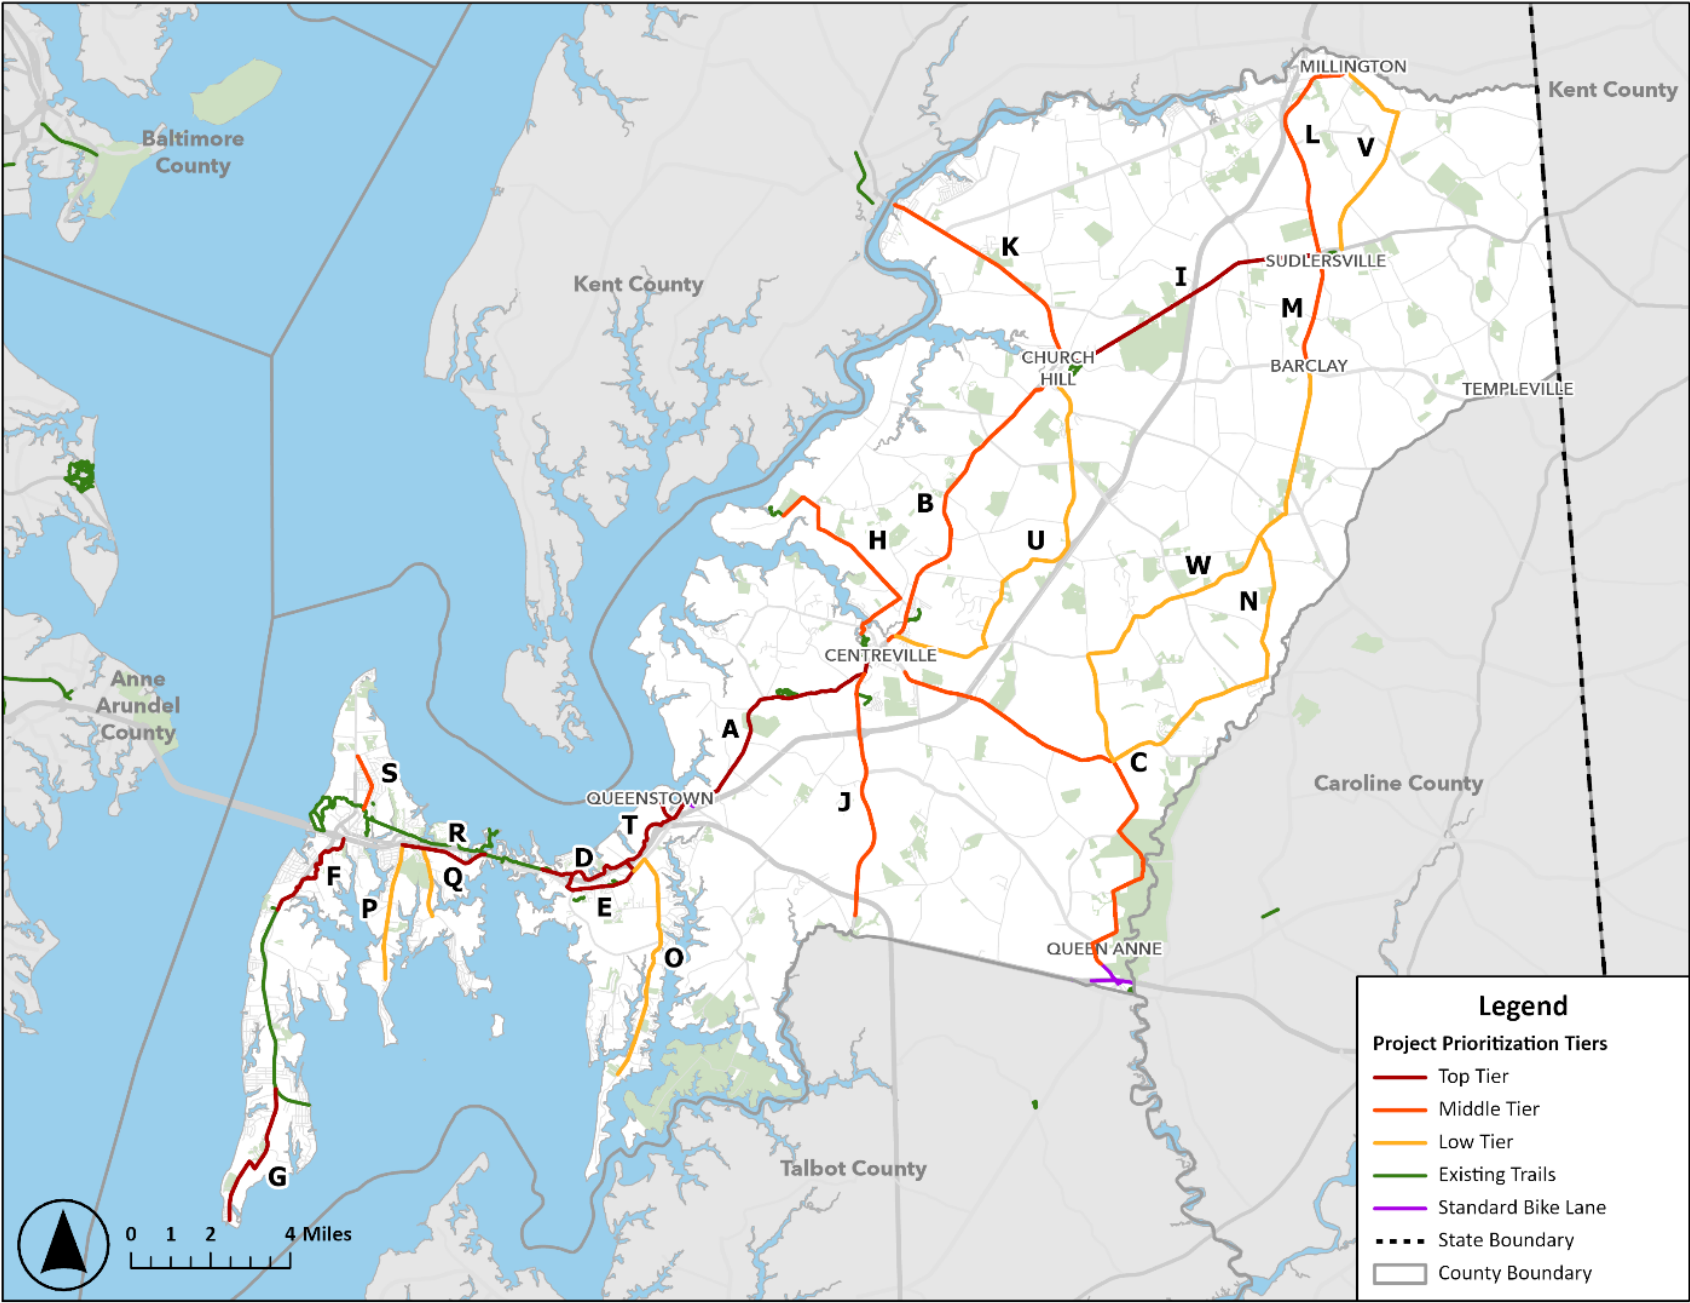 MILLINGTON
Kent County
Baltimore
County
L
V
K
Kent County
I
SUDLERSVILLE
M
CHURCH
HILL
BARCLAY
TEMPLEVILLE
B
H
U
W
N
CENTREVILLE
Anne
Arundel
County
A
C
S
Caroline County
QUEENSTOWN
J
T
R
D
F
Q
E
P
QUEEN ANNE
O
G
Talbot County
0 1 2 4 Miles
Legend
Project Prioritization Tiers
Top Tier
Middle Tier
Low Tier
Existing Trails
Standard Bike Lane
State Boundary
County Boundary